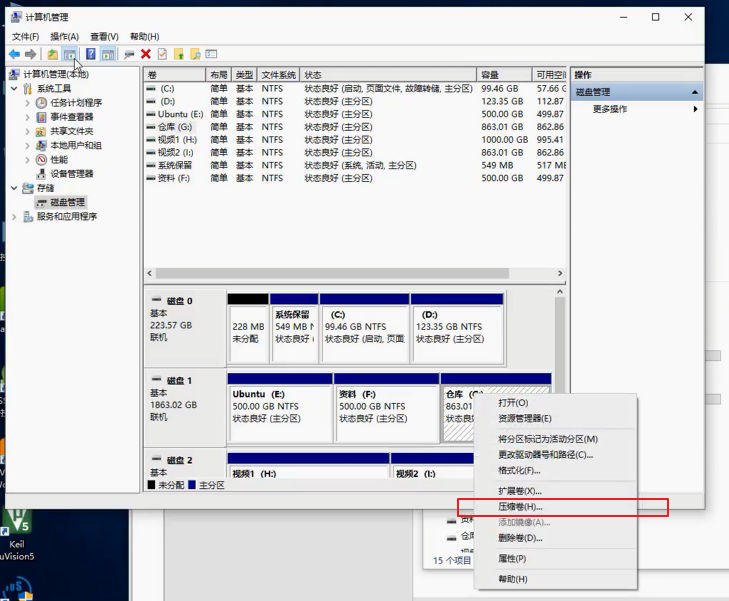 计算机管理
文件(F) 操作(A) 查看(V) 帮助(H)
计算机管理(本地)
系统工具
任务计划程序
事件查看器
共享文件夹
本地用户和组
性能
设备管理器
存储
磁盘管理
服务和应用程序
卷 布局 类型 文件系统 状态 容量 可用空间
(C:) 简单 基本 NTFS 状态良好 (启动, 页面文件, 故障转储, 主分区) 99.46 GB 57.66 G
(D:) 简单 基本 NTFS 状态良好 (主分区) 123.35 GB 112.87
Ubuntu (E:) 简单 基本 NTFS 状态良好 (主分区) 500.00 GB 499.87
仓库 (G:) 简单 基本 NTFS 状态良好 (主分区) 863.01 GB 862.86
视频1 (H:) 简单 基本 NTFS 状态良好 (主分区) 1000.00 GB 995.41
视频2 (I:) 简单 基本 NTFS 状态良好 (主分区) 863.01 GB 862.86
系统保留 简单 基本 NTFS 状态良好 (系统, 活动, 主分区) 549 MB 517 ME
资料 (F:) 简单 基本 NTFS 状态良好 (主分区) 500.00 GB 499.87
操作
磁盘管理
更多操作
磁盘 0
基本
223.57 GB
联机
228 MB
未分配
系统保留
549 MB N
状态良好 (
(C:)
99.46 GB NTFS
状态良好 (启动, 页面
(D:)
123.35 GB NTFS
状态良好 (主分区)
磁盘 1
基本
1863.02 GB
联机
Ubuntu (E:)
500.00 GB NTFS
状态良好 (主分区)
资料 (F:)
500.00 GB NTFS
状态良好 (主分区)
仓库 (G:)
863.01
状态良好
磁盘 2
基本
视频1 (H:)
视频2 (I:)
未分配 主分区
打开(O)
资源管理器(E)
将分区标记为活动分区(M)
更改驱动器号和路径(C)...
格式化(F)...
扩展卷(X)...
压缩卷(H)...
添加镜像(A)...
删除卷(D)...
属性(P)
帮助(H)
15 个项目
Keil
uVision5